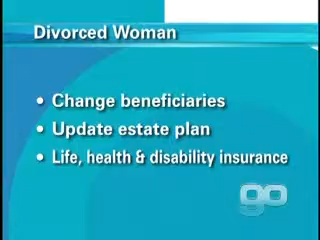 Divorced Woman
• Change beneficiaries
• Update estate plan
• Life, health & disability insurance
go